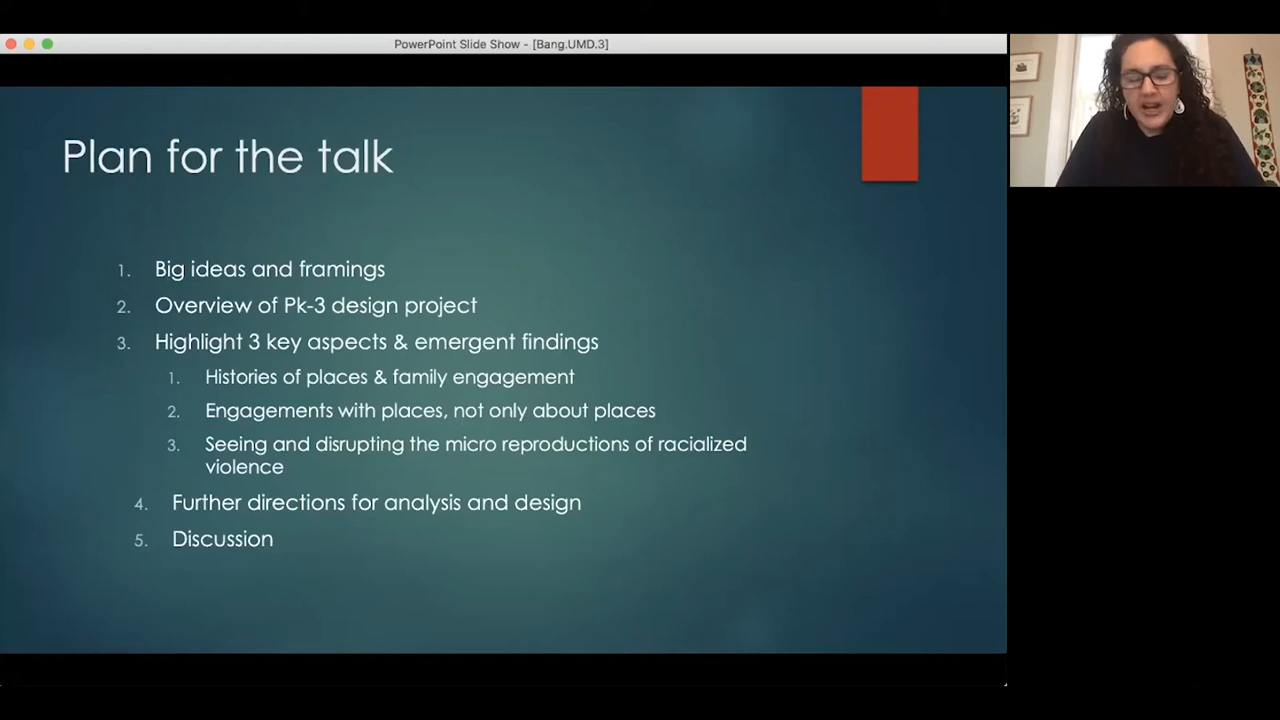 PowerPoint Slide Show - [Bang.UMD.3]
Plan for the talk
1. Big ideas and framings
2. Overview of Pk-3 design project
3. Highlight 3 key aspects & emergent findings
1. Histories of places & family engagement
2. Engagements with places, not only about places
3. Seeing and disrupting the micro reproductions of racialized
violence
4. Further directions for analysis and design
5. Discussion